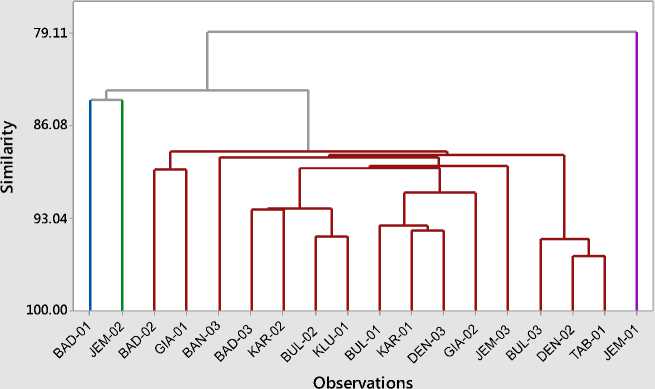 79.11
86.08
93.04
100.00
Similarity
BAD-01
JEM-02
BAD-02
GIA-01
BAN-03
BAD-03
KAR-02
BUL-02
KLU-01
BUL-01
KAR-01
DEN-03
GIA-02
JEM-03
BUL-03
DEN-02
TAB-01
JEM-01
Observations